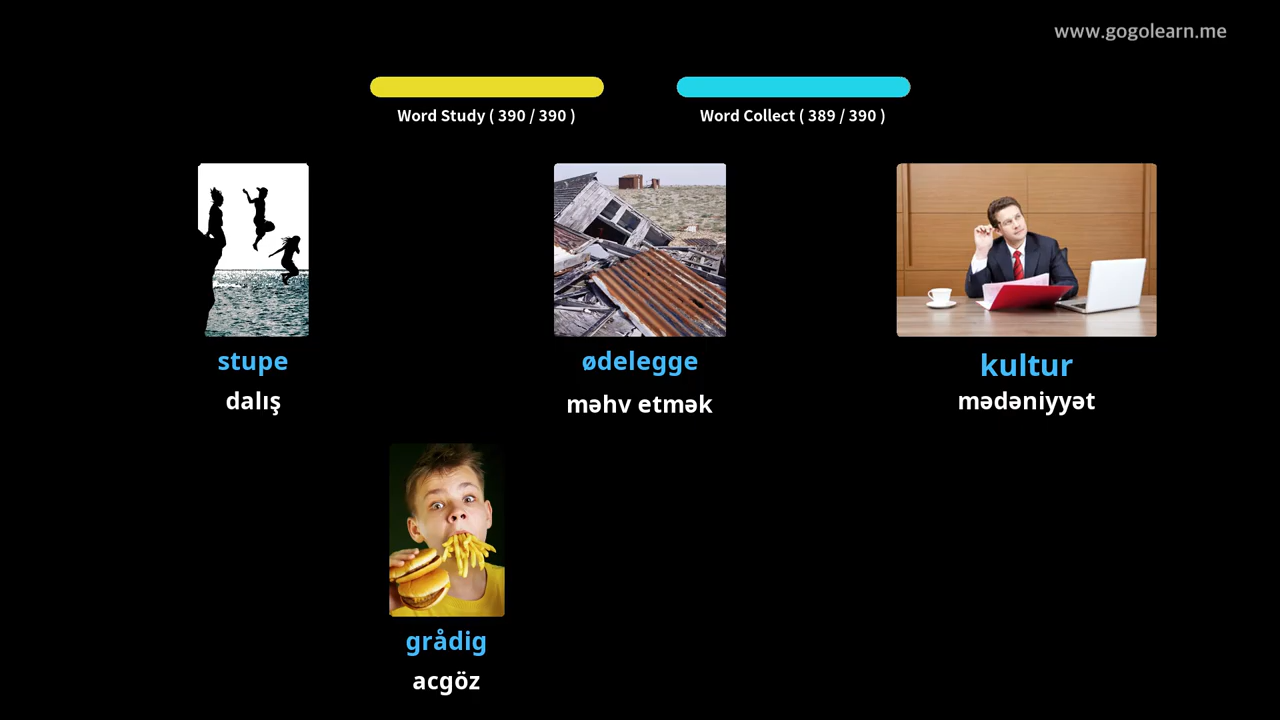 www.gogolearn.me
Word Study ( 390 / 390 )
Word Collect ( 389 / 390 )
stupe
dalış
ødelegge
məhv etmək
kultur
mədəniyyət
grådig
acgöz